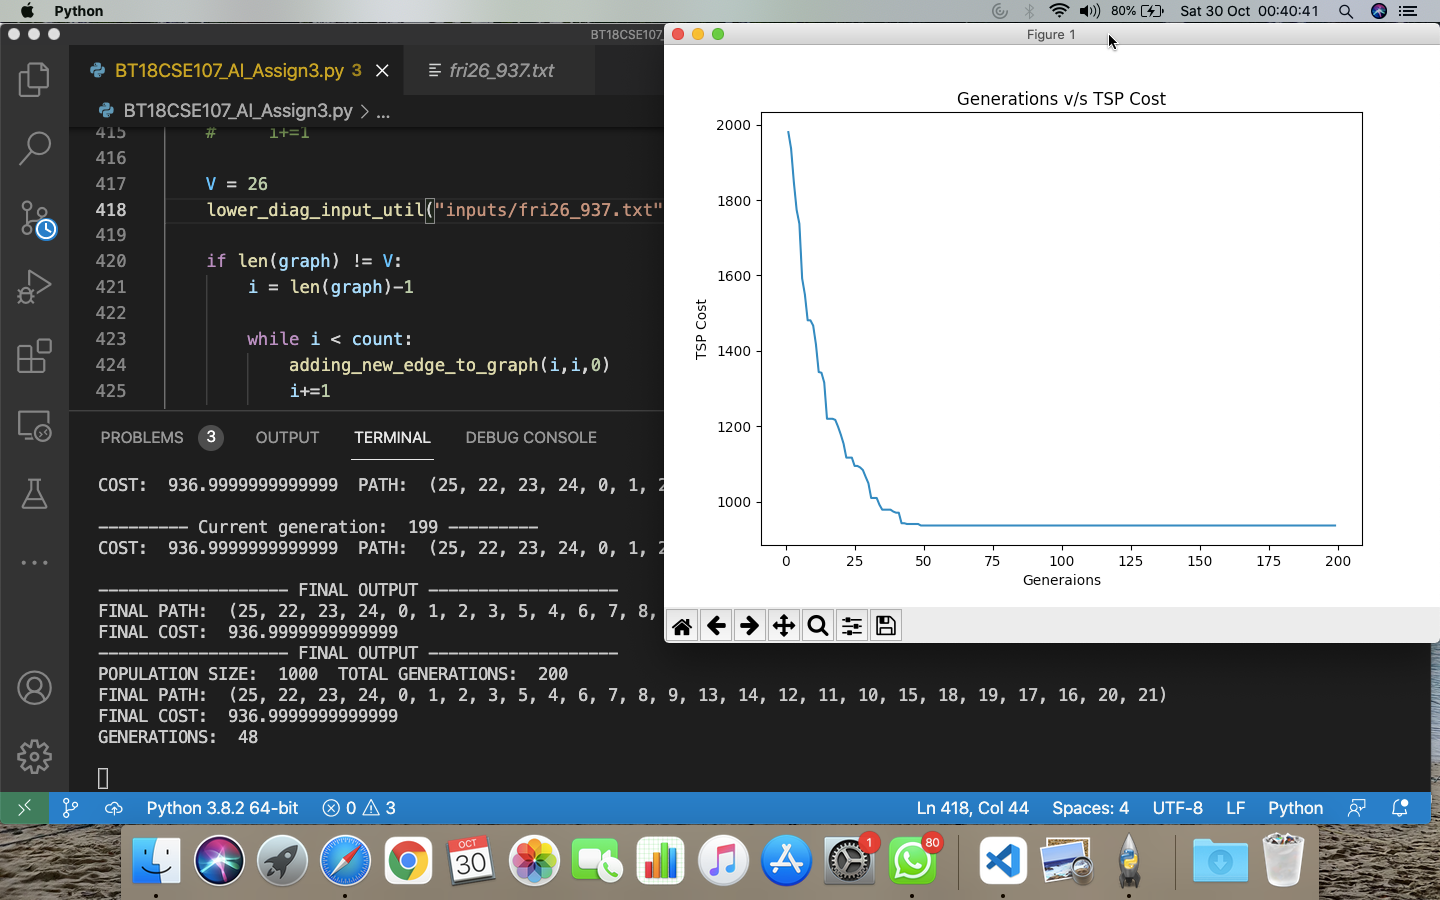 Python
80%
Sat 30 Oct 00:40:41
BT18CSE107_
BT18CSE107_AI_Assign3.py 3
fri26_937.txt
BT18CSE107_AI_Assign3.py > ...
415 # i+=1
416
417 V = 26
418 lower_diag_input_util("inputs/fri26_937.txt"
419
420 if len(graph) != V:
421 i = len(graph)-1
422
423 while i < count:
424 adding_new_edge_to_graph(i,i,0)
425 i+=1
Figure 1
Generations v/s TSP Cost
2000
1800
1600
1400
1200
1000
TSP Cost
0 25 50 75 100 125 150 175 200
Generaions
PROBLEMS 3 OUTPUT TERMINAL DEBUG CONSOLE
COST: 936.9999999999999 PATH: (25, 22, 23, 24, 0, 1, 2
--------- Current generation: 199 ---------
COST: 936.9999999999999 PATH: (25, 22, 23, 24, 0, 1, 2
------------------- FINAL OUTPUT -------------------
FINAL PATH: (25, 22, 23, 24, 0, 1, 2, 3, 5, 4, 6, 7, 8,
FINAL COST: 936.9999999999999
------------------- FINAL OUTPUT -------------------
POPULATION SIZE: 1000 TOTAL GENERATIONS: 200
FINAL PATH: (25, 22, 23, 24, 0, 1, 2, 3, 5, 4, 6, 7, 8, 9, 13, 14, 12, 11, 10, 15, 18, 19, 17, 16, 20, 21)
FINAL COST: 936.9999999999999
GENERATIONS: 48
Python 3.8.2 64-bit 0 3
Ln 418, Col 44 Spaces: 4 UTF-8 LF Python
OCT
30
1
80